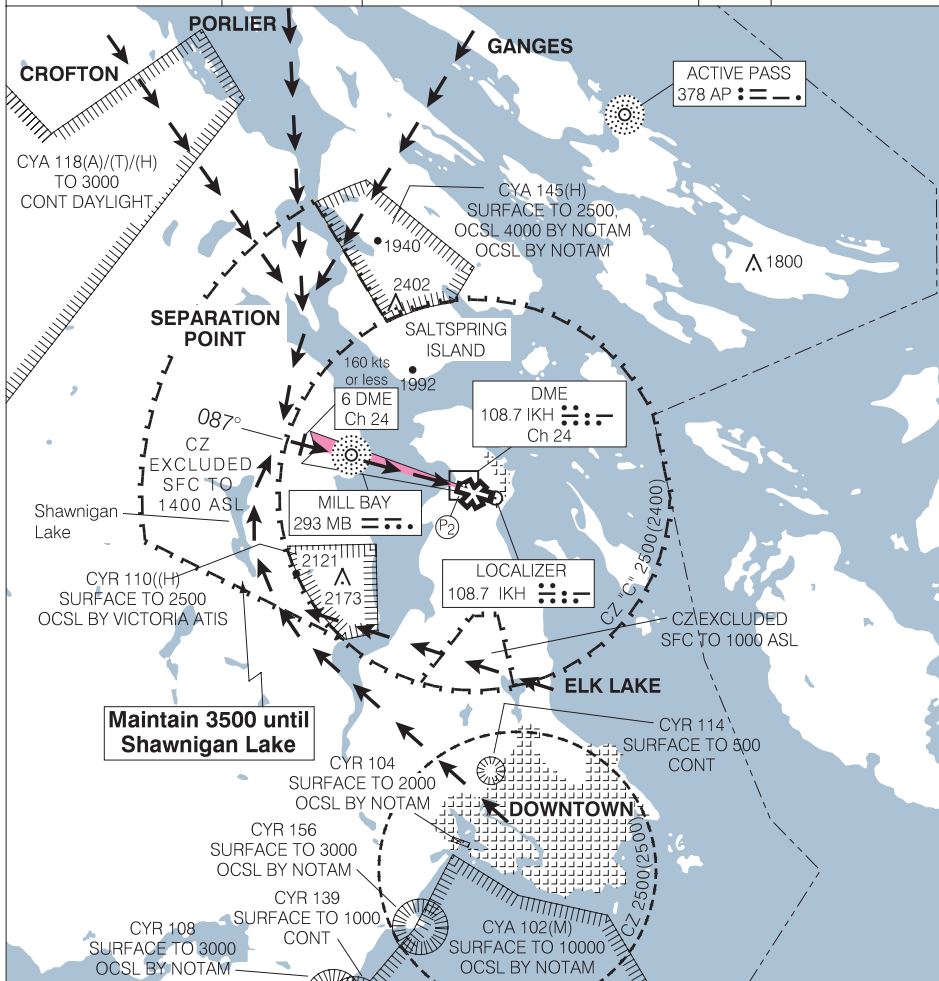 PORLIER
CROFTON
GANGES
ACTIVE PASS
378 AP
CYA 118(A)/(T)/(H)
TO 3000
CONT DAYLIGHT
CYA 145(H)
SURFACE TO 2500,
OCSL 4000 BY NOTAM
OCSL BY NOTAM
1940
1800
2402
SEPARATION
POINT
SALTSPRING
ISLAND
160 kts
or less
1992
6 DME
Ch 24
DME
108.7 IKH
Ch 24
087°
CZ
EXCLUDED
SFC TO
1400 ASL
MILL BAY
293 MB
P2
Shawnigan
Lake
CZ "C" 2500(2400)
2121
2173
CYR 110((H)
SURFACE TO 2500
OCSL BY VICTORIA ATIS
LOCALIZER
108.7 IKH
CZ EXCLUDED
SFC TO 1000 ASL
ELK LAKE
Maintain 3500 until
Shawnigan Lake
CYR 114
SURFACE TO 500
CONT
CYR 104
SURFACE TO 2000
OCSL BY NOTAM
DOWNTOWN
CYR 156
SURFACE TO 3000
OCSL BY NOTAM
CZ 2500(2500)
CYR 139
SURFACE TO 1000
CONT
CYR 108
SURFACE TO 3000
OCSL BY NOTAM
CYA 102(M)
SURFACE TO 10000
OCSL BY NOTAM